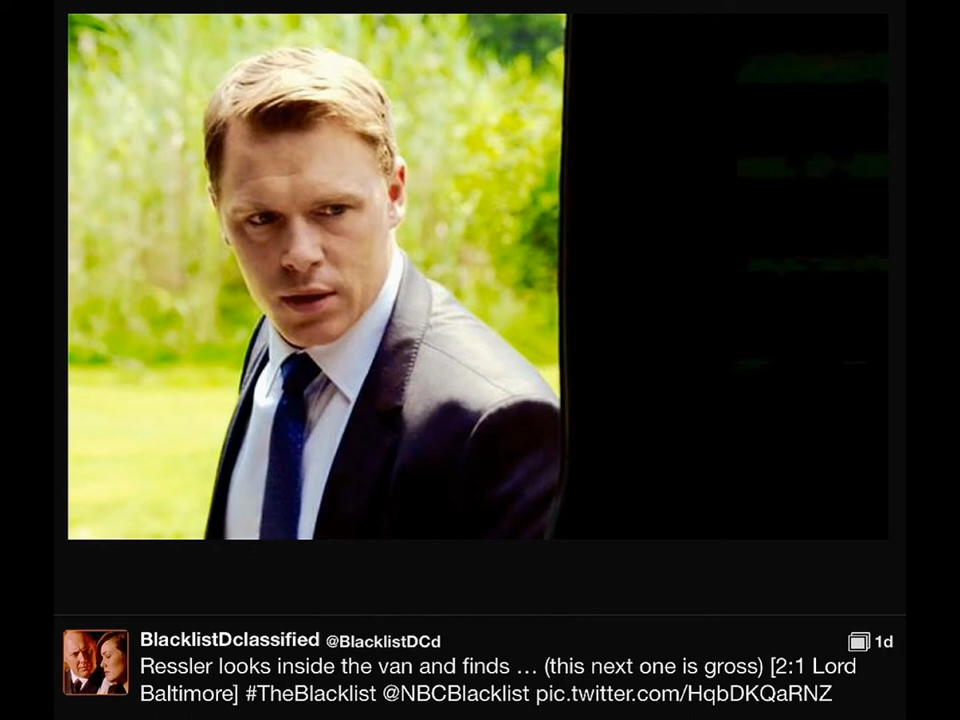 BlacklistDclassified @BlacklistDCd 1d
Ressler looks inside the van and finds … (this next one is gross) [2:1 Lord
Baltimore] #TheBlacklist @NBCBlacklist pic.twitter.com/HqbDKQaRNZ